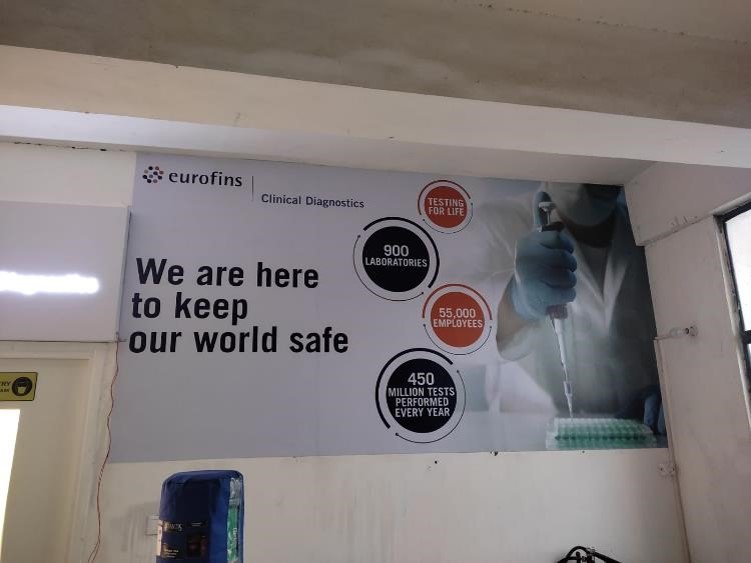 eurofins
Clinical Diagnostics
TESTING
FOR LIFE
900
LABORATORIES
We are here
to keep
our world safe
55,000
EMPLOYEES
450
MILLION TESTS
PERFORMED
EVERY YEAR